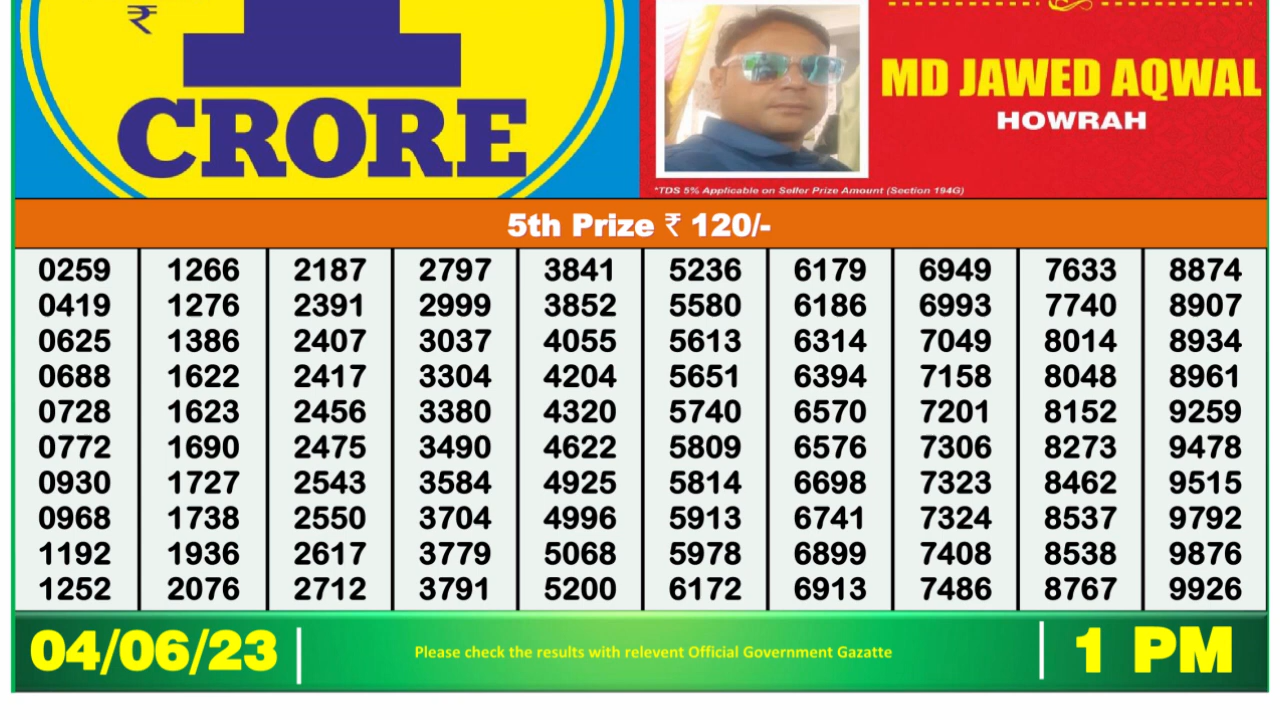 ₹
CRORE
MD JAWED AQWAL
HOWRAH
*TDS 5% Applicable on Seller Prize Amount (Section 194G)
5th Prize ₹ 120/-
0259 1266 2187 2797 3841 5236 6179 6949 7633 8874
0419 1276 2391 2999 3852 5580 6186 6993 7740 8907
0625 1386 2407 3037 4055 5613 6314 7049 8014 8934
0688 1622 2417 3304 4204 5651 6394 7158 8048 8961
0728 1623 2456 3380 4320 5740 6570 7201 8152 9259
0772 1690 2475 3490 4622 5809 6576 7306 8273 9478
0930 1727 2543 3584 4925 5814 6698 7323 8462 9515
0968 1738 2550 3704 4996 5913 6741 7324 8537 9792
1192 1936 2617 3779 5068 5978 6899 7408 8538 9876
1252 2076 2712 3791 5200 6172 6913 7486 8767 9926
04/06/23
Please check the results with relevent Official Government Gazatte
1 PM